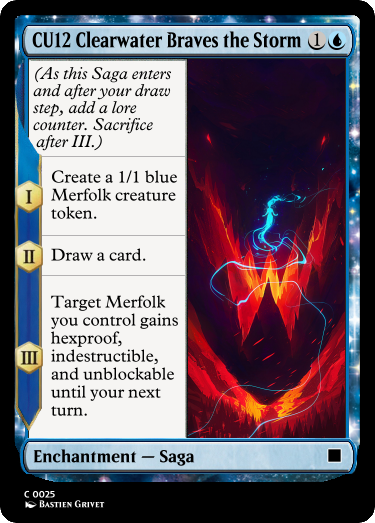 CU12 Clearwater Braves the Storm 1
(As this Saga enters
and after your draw
step, add a lore
counter. Sacrifice
after III.)
I
Create a 1/1 blue
Merfolk creature
token.
II
Draw a card.
III
Target Merfolk
you control gains
hexproof,
indestructible,
and unblockable
until your next
turn.
Enchantment — Saga
C 0025
Bastien Grivet